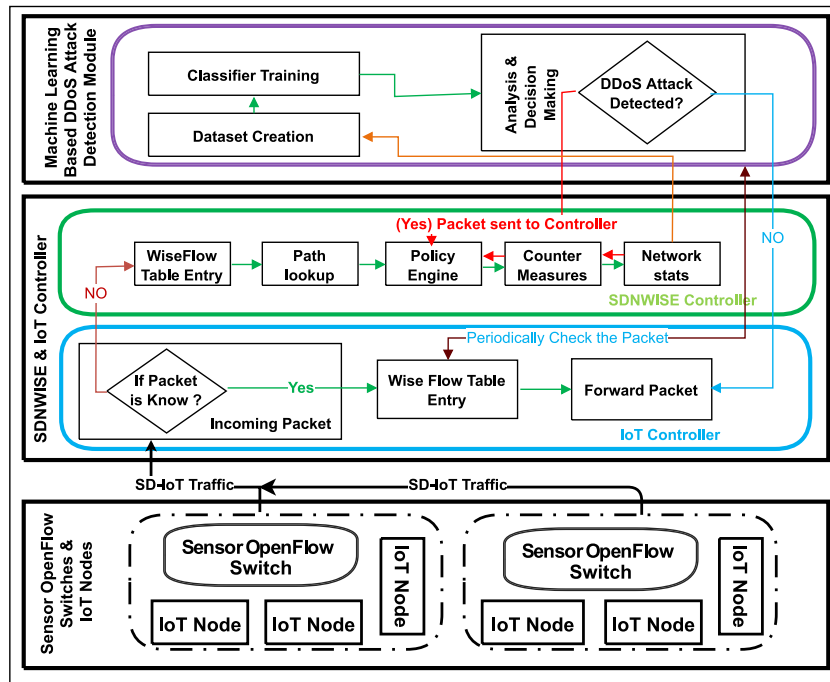 Machine Learning
Based DDoS Attack
Detection Module
Classifier Training
Dataset Creation
Analysis &
Decision
Making
DDoS Attack
Detected?
SDNWISE & IoT Controller
(Yes) Packet sent to Controller
WiseFlow
Table Entry
Path
lookup
Policy
Engine
Counter
Measures
Network
stats
NO
NO
SDNWISE Controller
Periodically Check the Packet
If Packet
is Know ?
Yes
Incoming Packet
Wise Flow Table
Entry
Forward Packet
IoT Controller
SD-IoT Traffic
SD-IoT Traffic
Sensor OpenFlow
Switches &
IoT Nodes
Sensor OpenFlow
Switch
IoT Node
IoT Node
IoT Node
Sensor OpenFlow
Switch
IoT Node
IoT Node
IoT Node